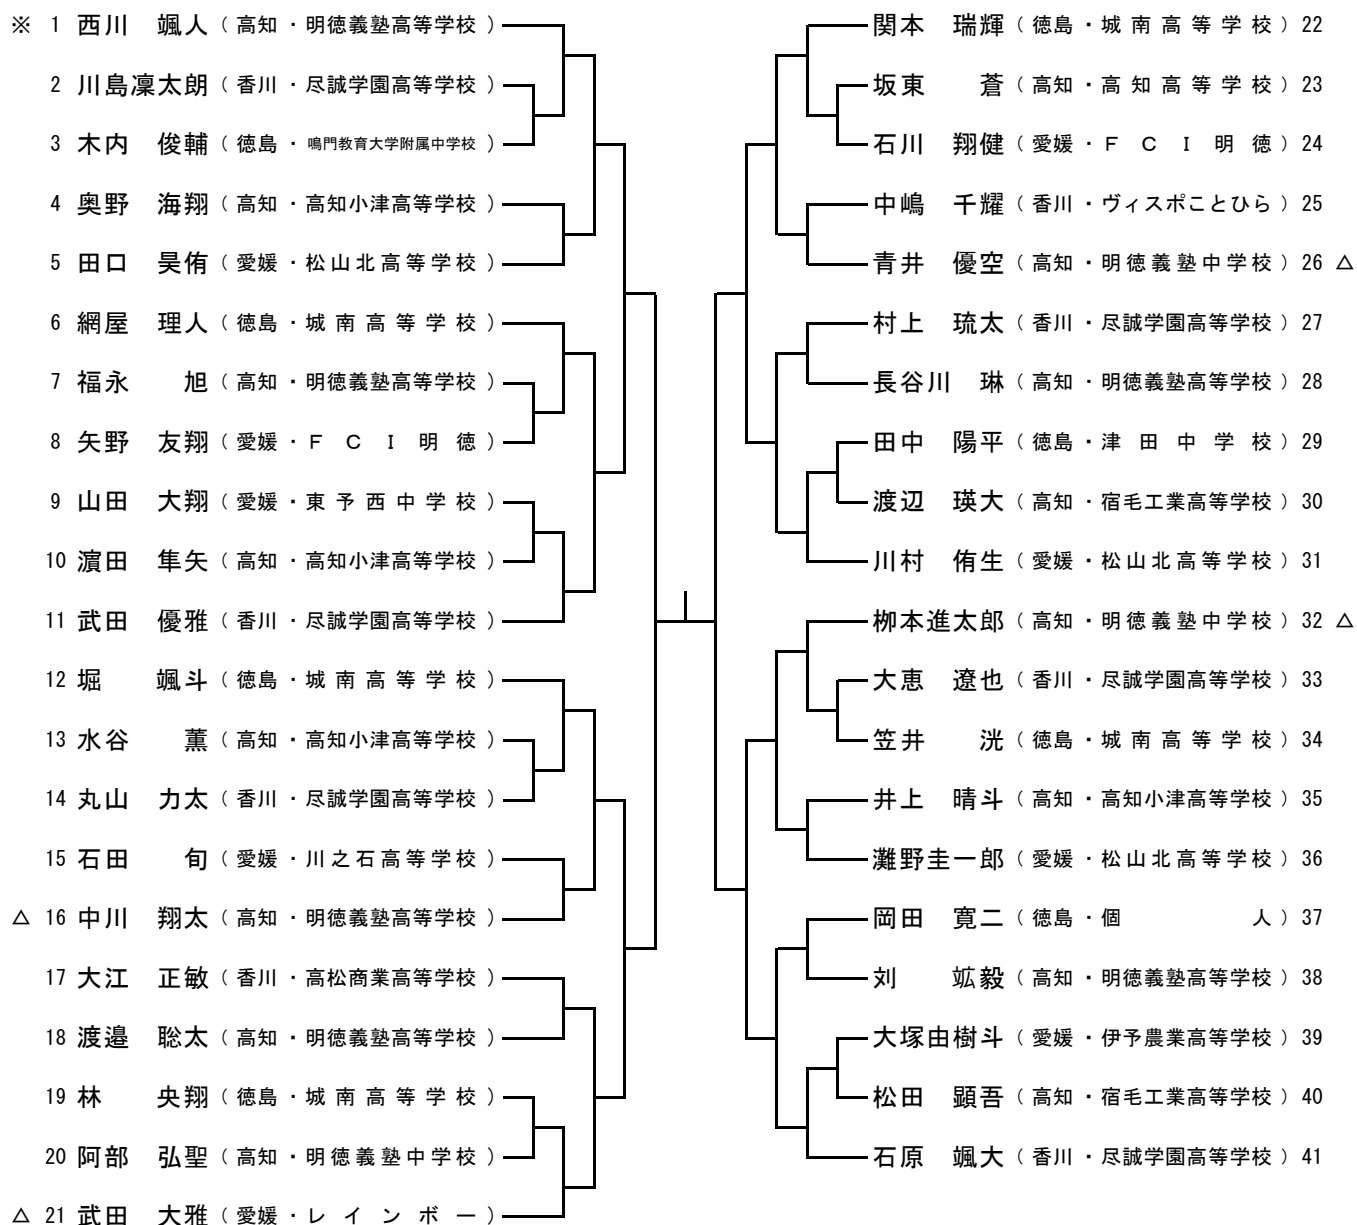 ※ 1 西川 颯人 ( 高知 ・ 明徳義塾高等学校 )
2 川島凜太朗 ( 香川 ・ 尽誠学園高等学校 )
3 木内 俊輔 ( 徳島 ・ 鳴門教育大学附属中学校 )
4 奥野 海翔 ( 高知 ・ 高知小津高等学校 )
5 田口 昊侑 ( 愛媛 ・ 松山北高等学校 )
6 網屋 理人 ( 徳島 ・ 城南高等学校 )
7 福永 旭 ( 高知 ・ 明徳義塾高等学校 )
8 矢野 友翔 ( 愛媛 ・ ＦＣＩ明徳 )
9 山田 大翔 ( 愛媛 ・ 東予西中学校 )
10 濵田 隼矢 ( 高知 ・ 高知小津高等学校 )
11 武田 優雅 ( 香川 ・ 尽誠学園高等学校 )
12 堀 颯斗 ( 徳島 ・ 城南高等学校 )
13 水谷 薫 ( 高知 ・ 高知小津高等学校 )
14 丸山 力太 ( 香川 ・ 尽誠学園高等学校 )
15 石田 旬 ( 愛媛 ・ 川之石高等学校 )
△ 16 中川 翔太 ( 高知 ・ 明徳義塾高等学校 )
17 大江 正敏 ( 香川 ・ 高松商業高等学校 )
18 渡邉 聡太 ( 高知 ・ 明徳義塾高等学校 )
19 林 央翔 ( 徳島 ・ 城南高等学校 )
20 阿部 弘聖 ( 高知 ・ 明徳義塾中学校 )
△ 21 武田 大雅 ( 愛媛 ・ レインボー )
関本 瑞輝 ( 徳島 ・ 城南高等学校 ) 22
坂東 蒼 ( 高知 ・ 高知高等学校 ) 23
石川 翔健 ( 愛媛 ・ ＦＣＩ明徳 ) 24
中嶋 千耀 ( 香川 ・ ヴィスポことひら ) 25
青井 優空 ( 高知 ・ 明徳義塾中学校 ) 26 △
村上 琉太 ( 香川 ・ 尽誠学園高等学校 ) 27
長谷川 琳 ( 高知 ・ 明徳義塾高等学校 ) 28
田中 陽平 ( 徳島 ・ 津田中学校 ) 29
渡辺 瑛大 ( 高知 ・ 宿毛工業高等学校 ) 30
川村 侑生 ( 愛媛 ・ 松山北高等学校 ) 31
栁本進太郎 ( 高知 ・ 明徳義塾中学校 ) 32 △
大恵 遼也 ( 香川 ・ 尽誠学園高等学校 ) 33
笠井 洸 ( 徳島 ・ 城南高等学校 ) 34
井上 晴斗 ( 高知 ・ 高知小津高等学校 ) 35
灘野圭一郎 ( 愛媛 ・ 松山北高等学校 ) 36
岡田 寛二 ( 徳島 ・ 個人 ) 37
刘 竑毅 ( 高知 ・ 明徳義塾高等学校 ) 38
大塚由樹斗 ( 愛媛 ・ 伊予農業高等学校 ) 39
松田 顕吾 ( 高知 ・ 宿毛工業高等学校 ) 40
石原 颯大 ( 香川 ・ 尽誠学園高等学校 ) 41